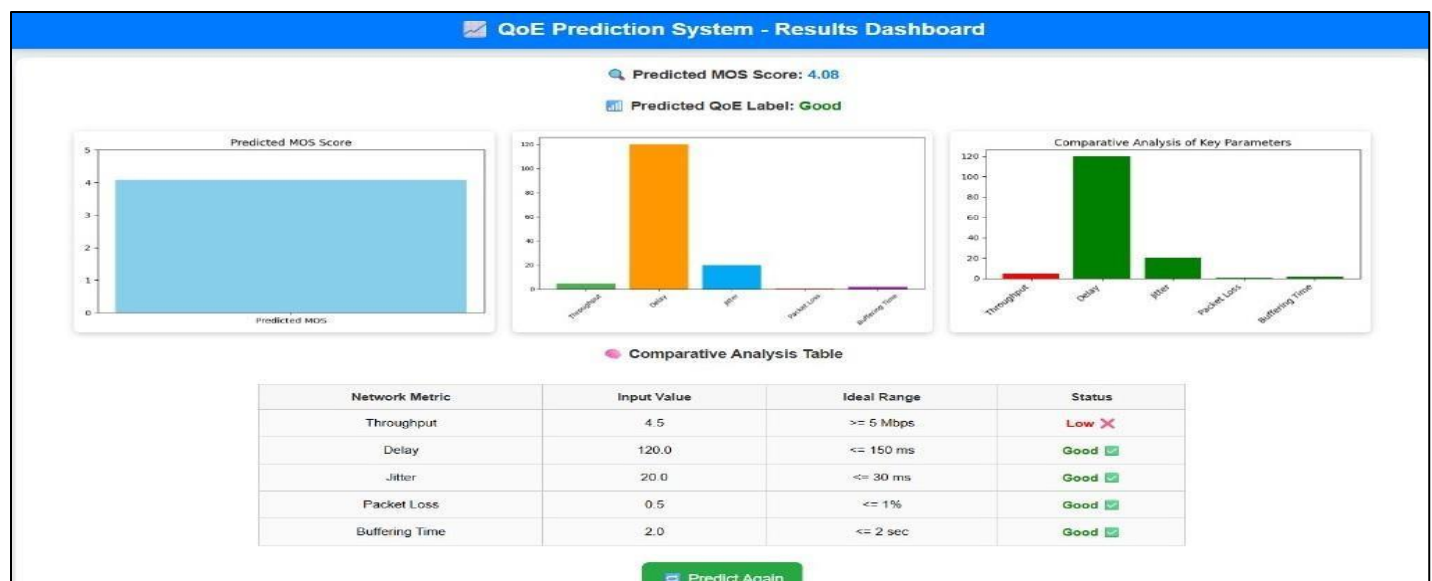 QoE Prediction System - Results Dashboard
Predicted MOS Score: 4.08
Predicted QoE Label: Good
Predicted MOS Score
5
4
3
2
1
0
Predicted MOS
120
100
80
60
40
20
0
Throughput
Delay
Jitter
Packet Loss
Buffering Time
Comparative Analysis of Key Parameters
120
100
80
60
40
20
0
Throughput
Delay
Jitter
Packet Loss
Buffering Time
Comparative Analysis Table
Network Metric Input Value Ideal Range Status
Throughput 4.5 >= 5 Mbps Low
Delay 120.0 <= 150 ms Good
Jitter 20.0 <= 30 ms Good
Packet Loss 0.5 <= 1% Good
Buffering Time 2.0 <= 2 sec Good
Predict Again